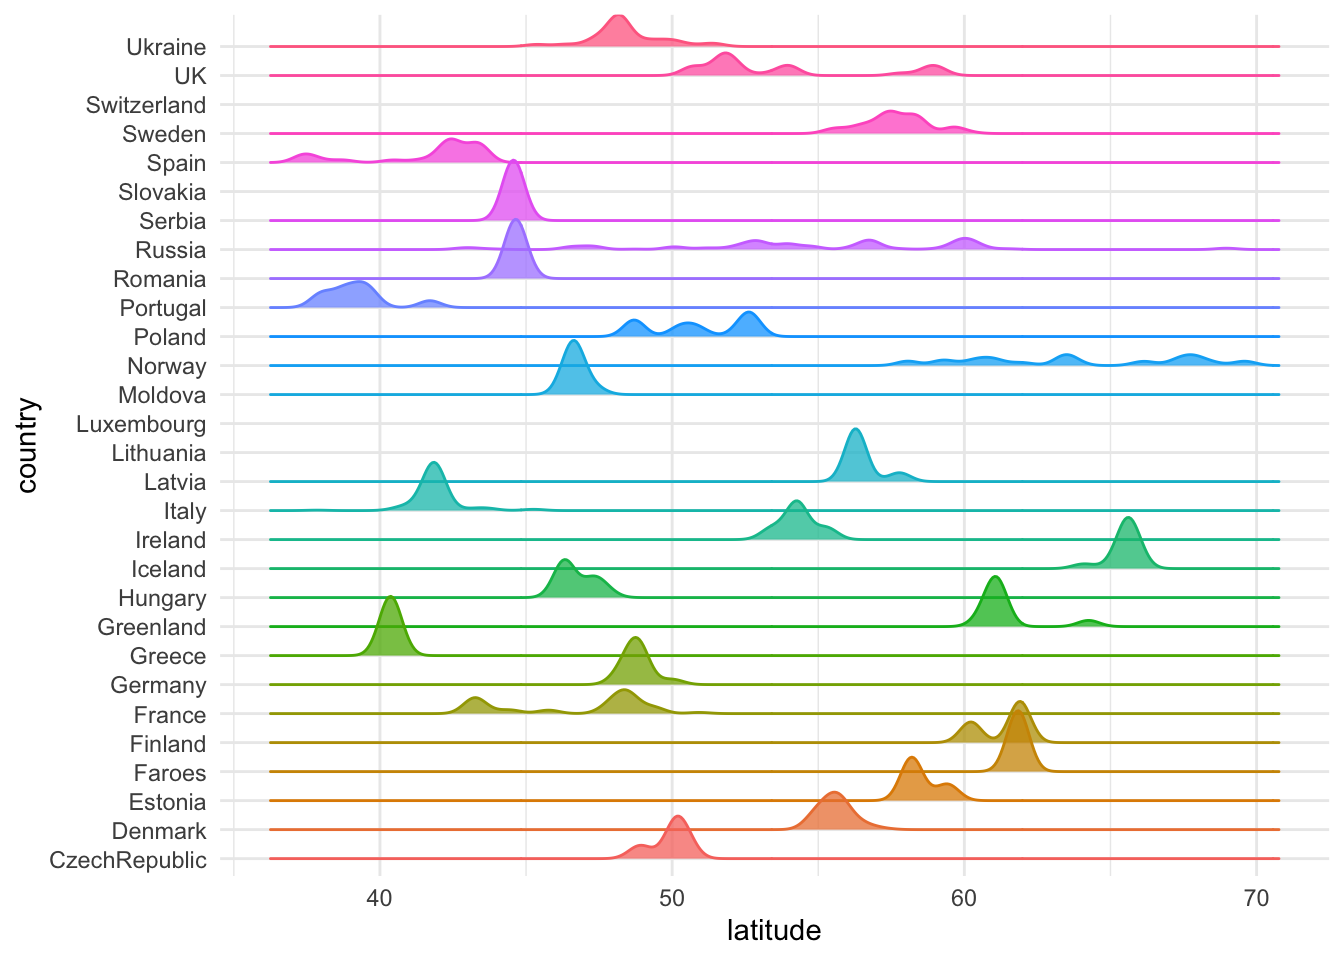 Ukraine
UK
Switzerland
Sweden
Spain
Slovakia
Serbia
Russia
Romania
Portugal
Poland
Norway
Moldova
Luxembourg
Lithuania
Latvia
Italy
Ireland
Iceland
Hungary
Greenland
Greece
Germany
France
Finland
Faroes
Estonia
Denmark
CzechRepublic
country
40 50 60 70
latitude